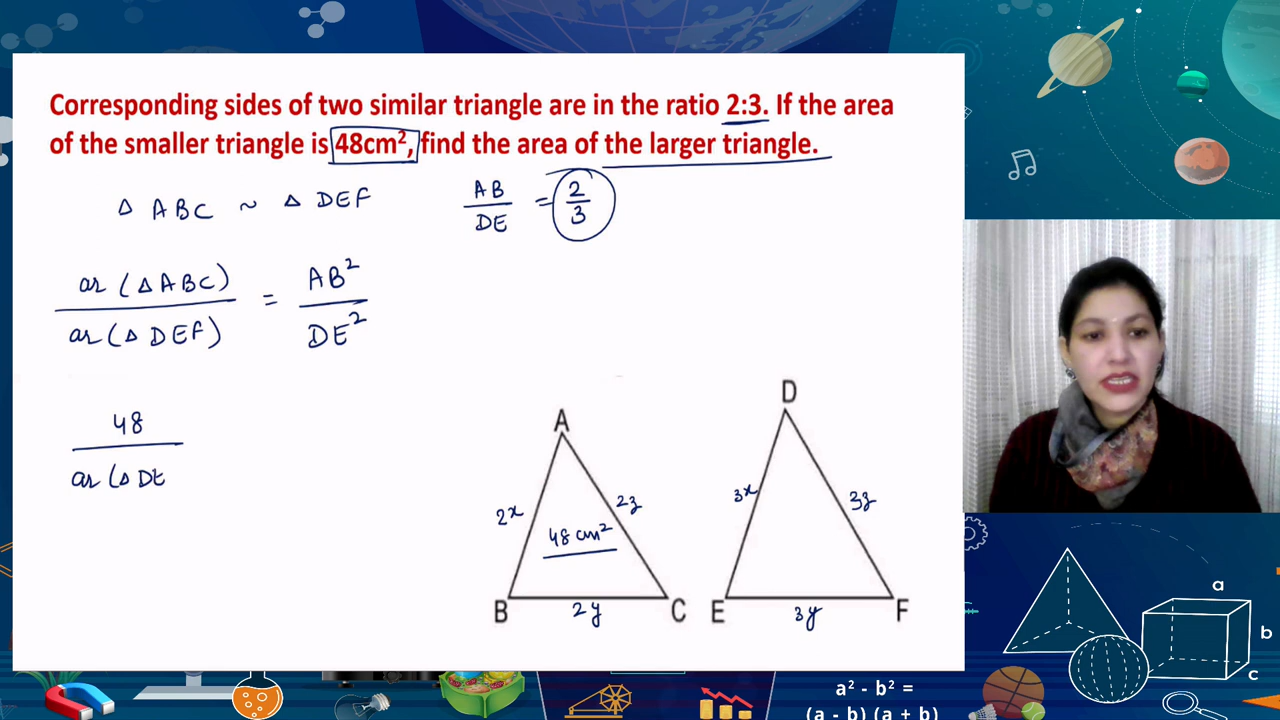 Corresponding sides of two similar triangle are in the ratio 2:3. If the area
of the smaller triangle is 48cm², find the area of the larger triangle.
Δ ABC ~ Δ DEF
AB/DE = 2/3
ar (Δ ABC)/ar (Δ DEF) = AB²/DE²
48/ar (Δ DE
A
2x
2z
48 cm²
B
2y
C
D
3x
3z
E
3y
F
a
b
c
a² - b² =
(a - b) (a + b)